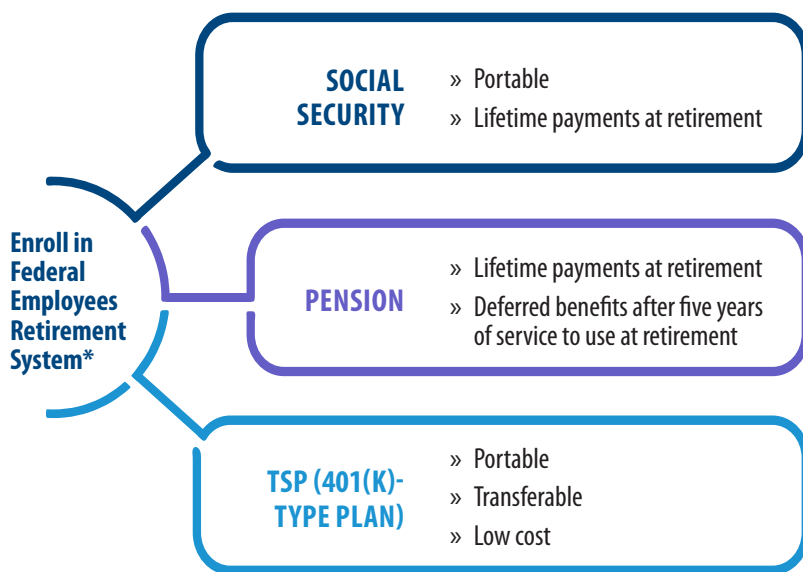 Enroll in
Federal
Employees
Retirement
System*
SOCIAL
SECURITY
» Portable
» Lifetime payments at retirement
PENSION
» Lifetime payments at retirement
» Deferred benefits after five years
of service to use at retirement
TSP (401(K)-
TYPE PLAN)
» Portable
» Transferable
» Low cost